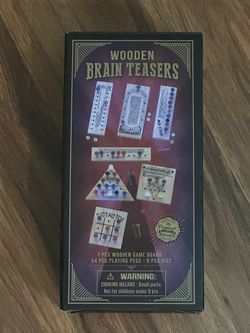 WOODEN
BRAIN TEASERS
7 PCS WOODEN GAME BOARD
54 PCS PLAYING PEGS - 8 PCS DICE
WARNING:
CHOKING HAZARD - Small parts.
Not for children under 3 yrs.